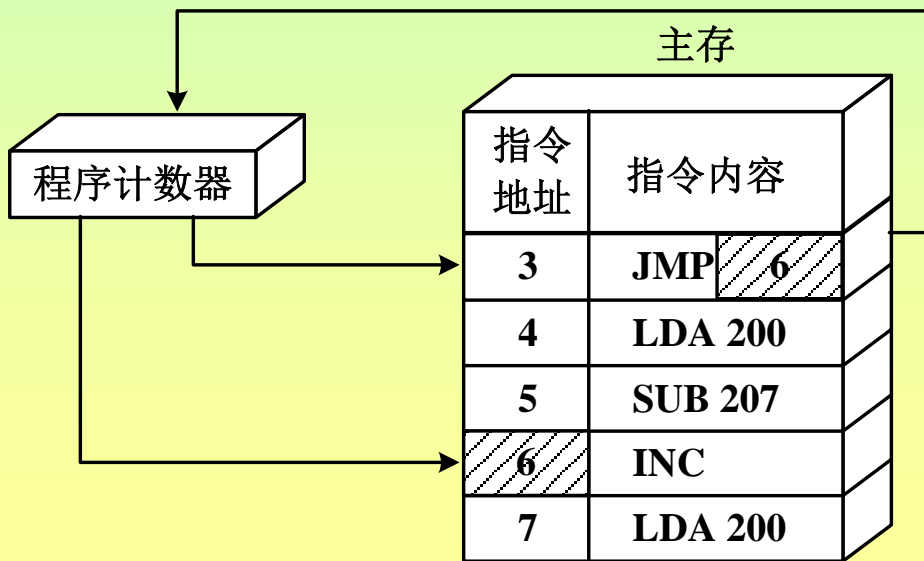 主存
程序计数器
指令
地址
指令内容
3 JMP 6
4 LDA 200
5 SUB 207
6 INC
7 LDA 200